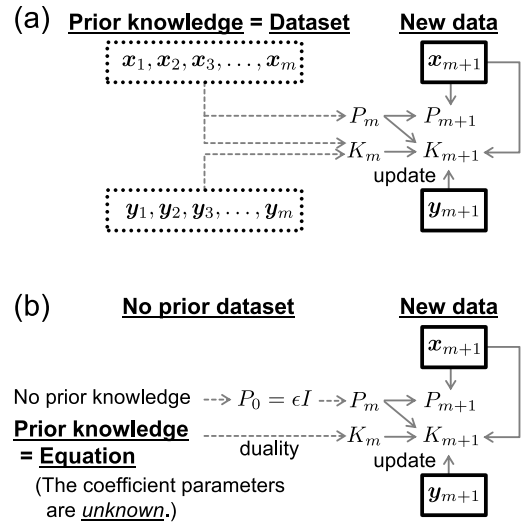 (a) Prior knowledge = Dataset New data
x₁, x₂, x₃, . . . , xₘ xₘ₊₁
Pₘ Pₘ₊₁
Kₘ Kₘ₊₁
update
y₁, y₂, y₃, . . . , yₘ yₘ₊₁
(b) No prior dataset New data
xₘ₊₁
No prior knowledge P₀ = ϵI Pₘ Pₘ₊₁
Prior knowledge Kₘ Kₘ₊₁
= Equation duality update
(The coefficient parameters
are unknown.) yₘ₊₁